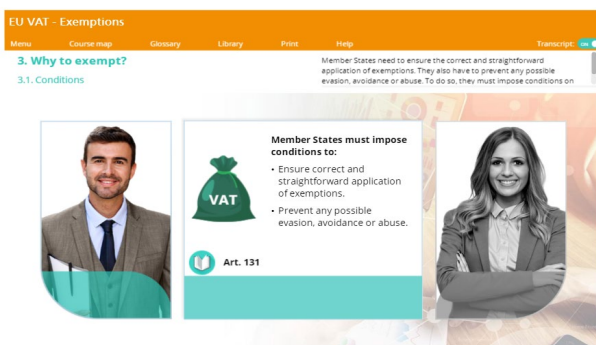 EU VAT - Exemptions
Menu Course map Glossary Library Print Help Transcript: ON
3. Why to exempt?
3.1. Conditions
Member States need to ensure the correct and straightforward
application of exemptions. They also have to prevent any possible
evasion, avoidance or abuse. To do so, they must impose conditions on
Member States must impose
conditions to:
• Ensure correct and
straightforward application
of exemptions.
• Prevent any possible
evasion, avoidance or abuse.
VAT
Art. 131